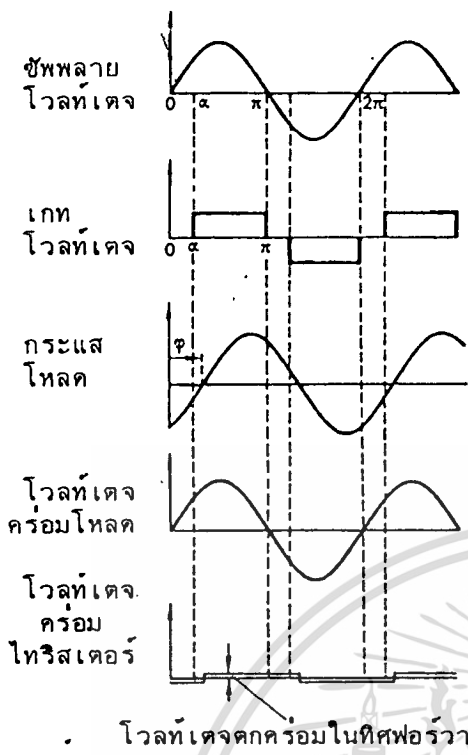 ซัพพลาย
โวลท์เตจ
0 α π 2π
เกท
โวลท์เตจ
0 α π
กระแส
โหลด
φ
โวลท์เตจ
คร่อมโหลด
โวลท์เตจ
คร่อม
ไทริสเตอร์
โวลท์เตจตกคร่อมในทิศฟอร์วา